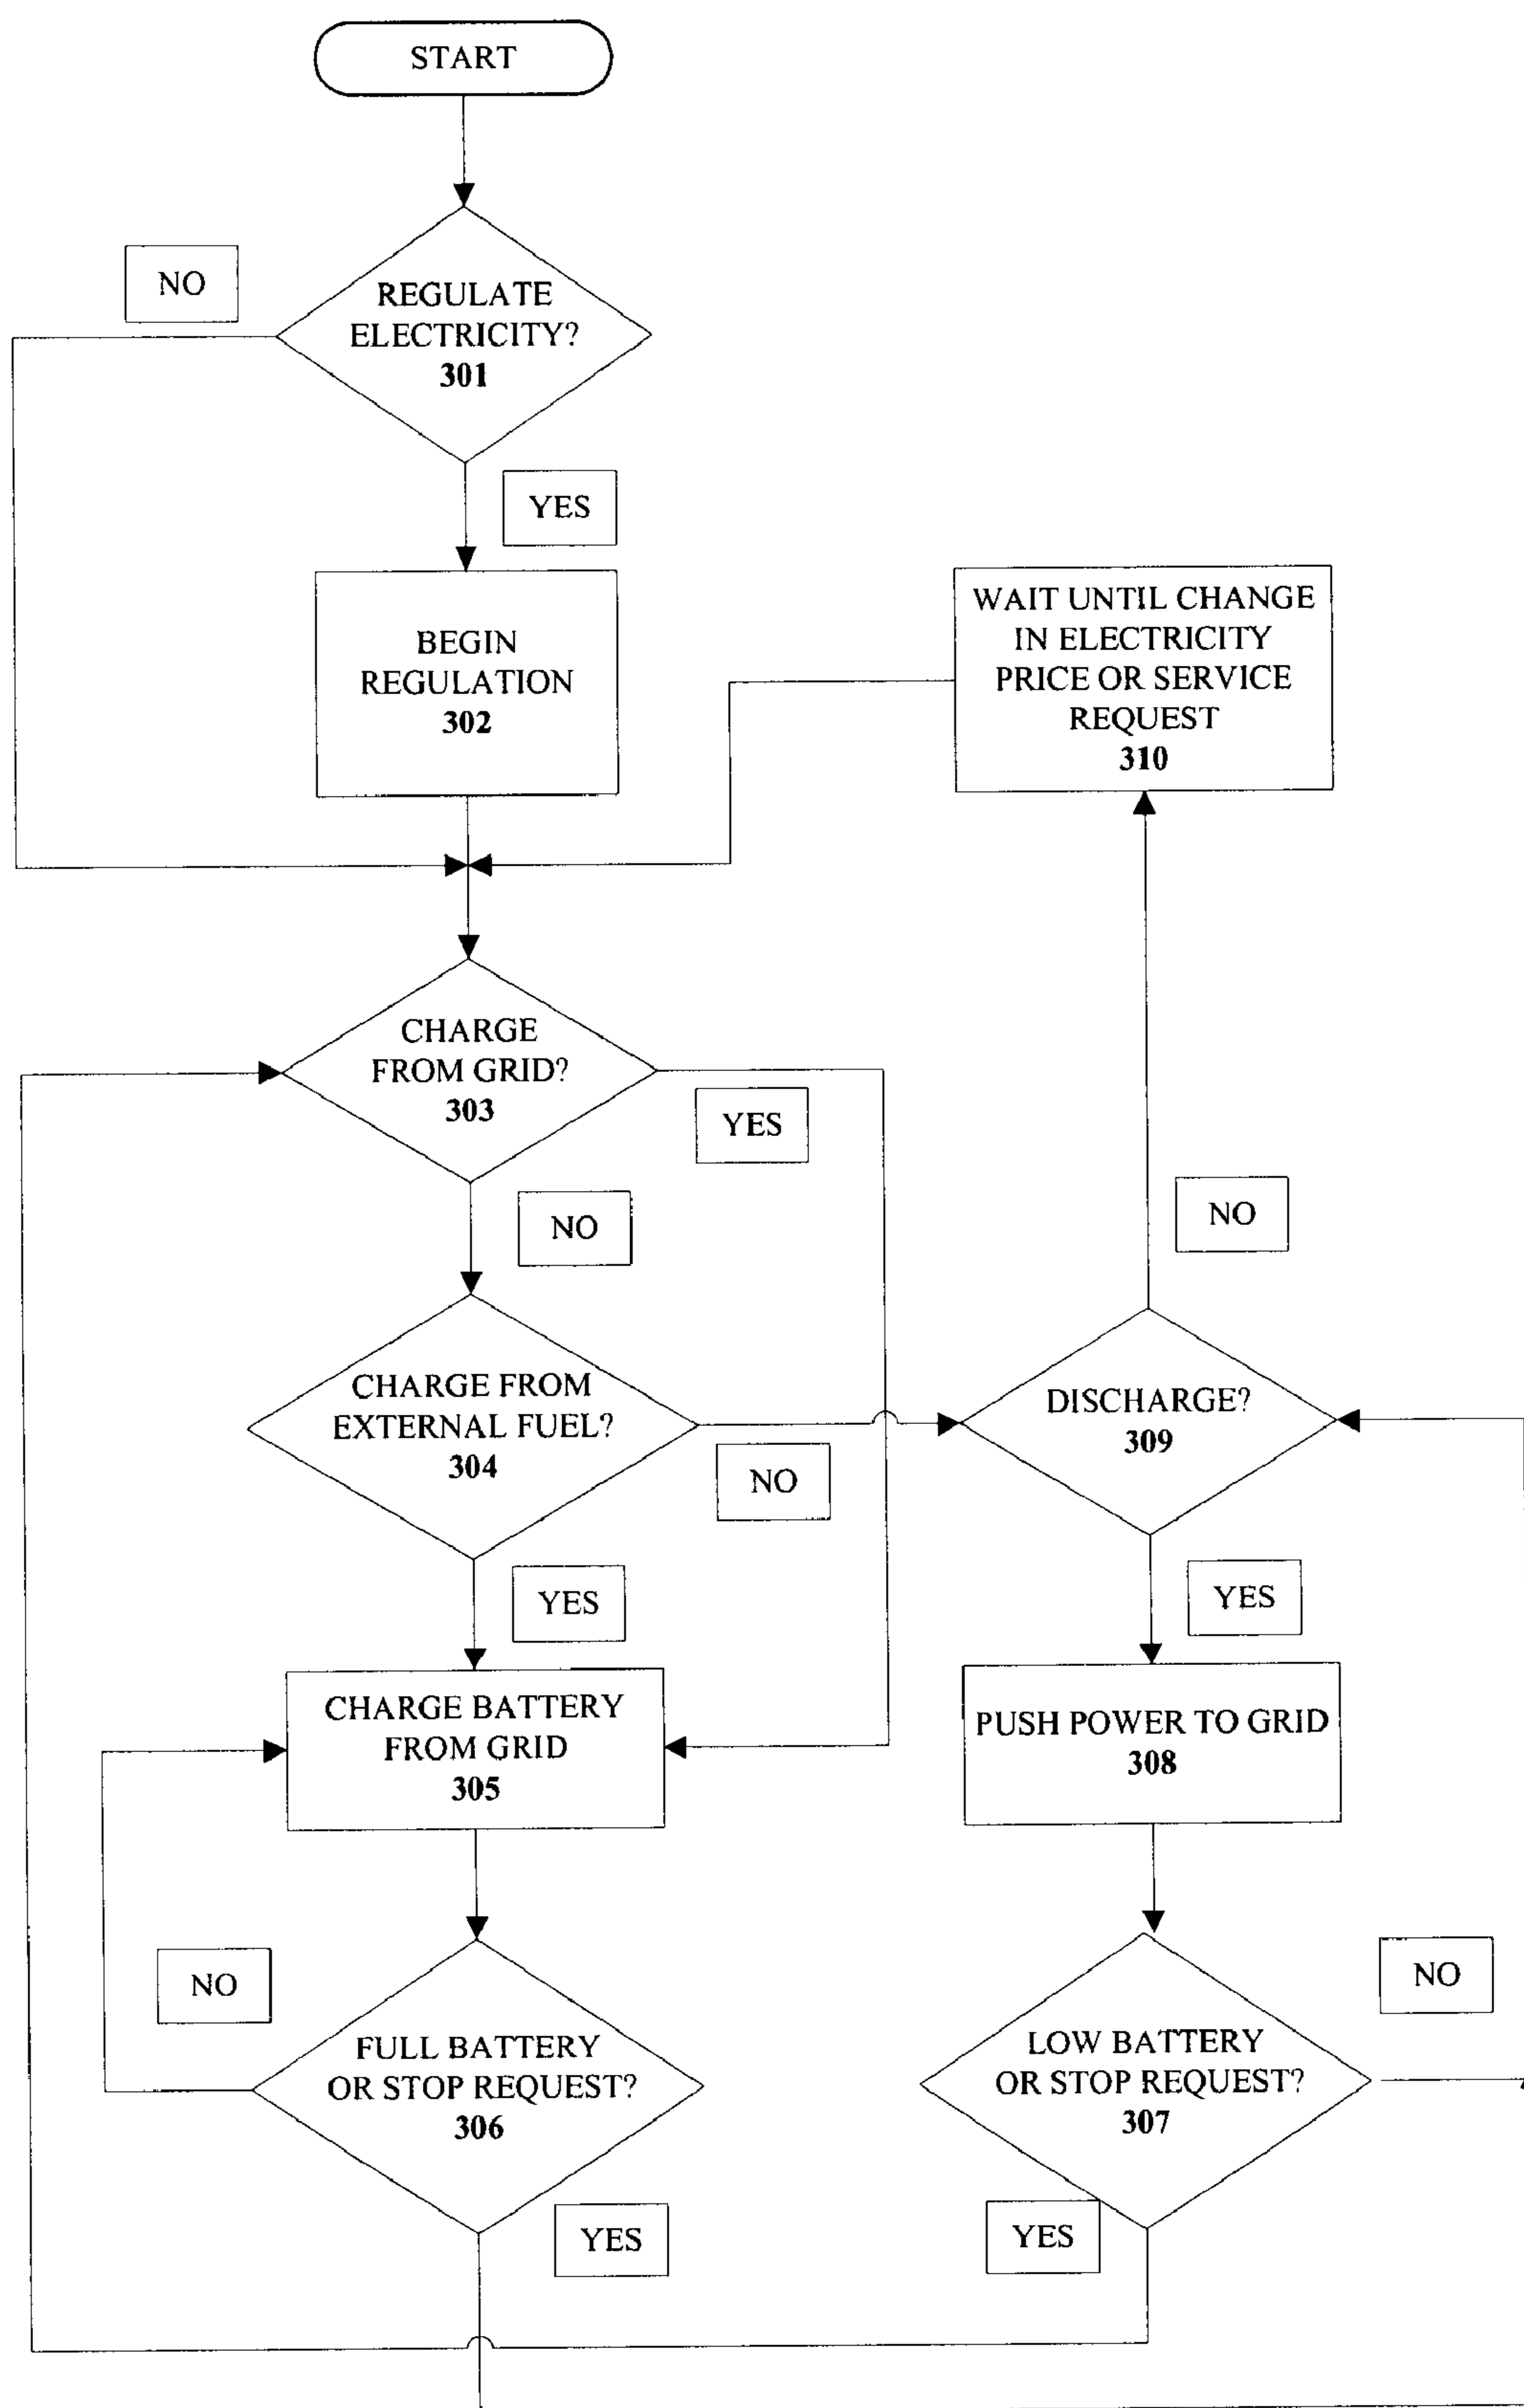 START
NO
REGULATE
ELECTRICITY?
301
YES
BEGIN
REGULATION
302
WAIT UNTIL CHANGE
IN ELECTRICITY
PRICE OR SERVICE
REQUEST
310
CHARGE
FROM GRID?
303
YES
NO
NO
CHARGE FROM
EXTERNAL FUEL?
304
NO
DISCHARGE?
309
YES
YES
CHARGE BATTERY
FROM GRID
305
PUSH POWER TO GRID
308
NO
FULL BATTERY
OR STOP REQUEST?
306
YES
NO
LOW BATTERY
OR STOP REQUEST?
307
YES